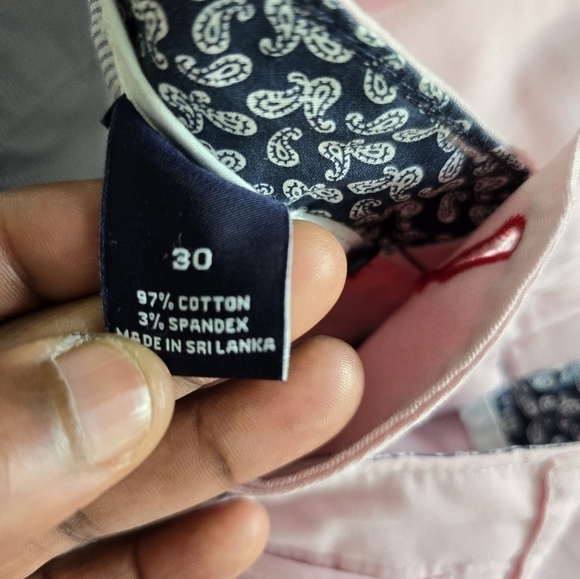 30
97% COTTON
3% SPANDEX
MADE IN SRI LANKA